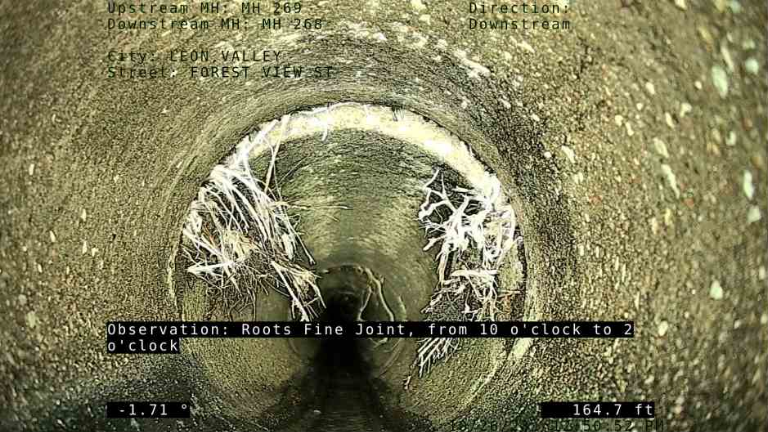 Upstream MH: MH 269
Direction:
Downstream MH: MH 268
Downstream
City: LEON VALLEY
Street: FOREST VIEW ST
Observation: Roots Fine Joint, from 10 o'clock to 2
o'clock
-1.71 °
164.7 ft